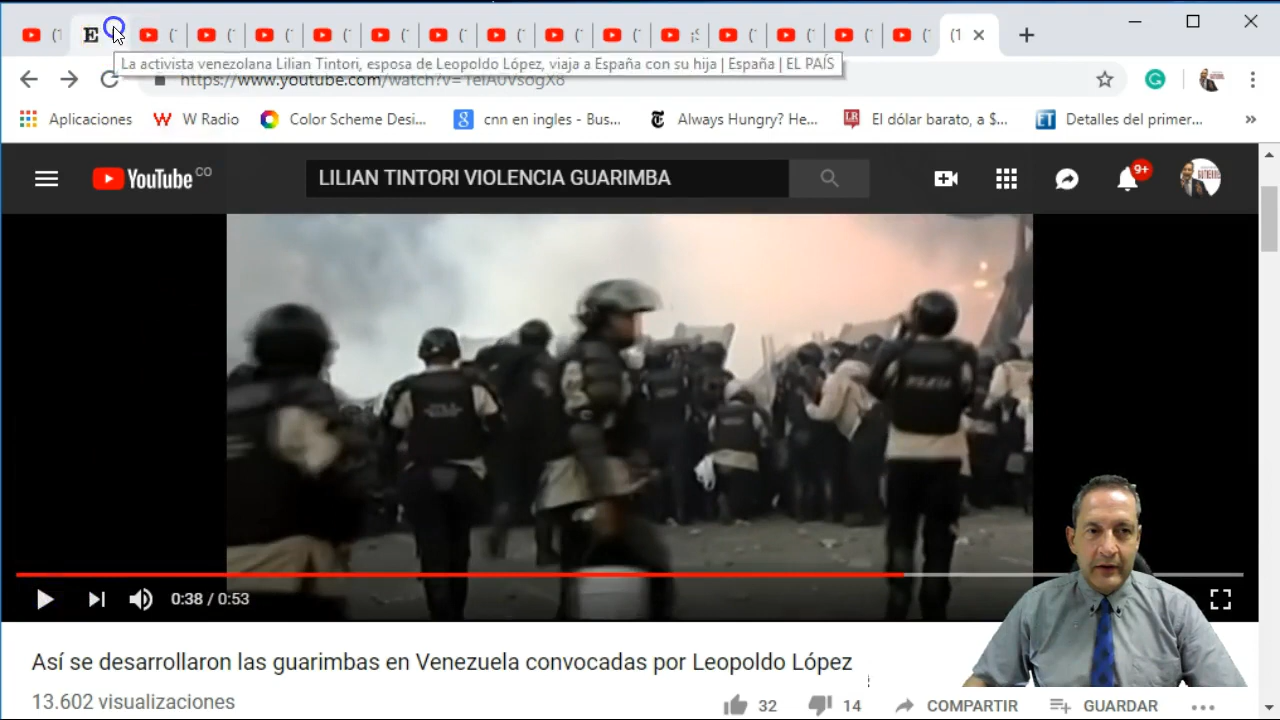 La activista venezolana Lilian Tintori, esposa de Leopoldo López, viaja a España con su hija | España | EL PAÍS
Aplicaciones
W Radio
Color Scheme Desi...
cnn en ingles - Bus...
Always Hungry? He...
El dólar barato, a $...
Detalles del primer...
YouTube CO
LILIAN TINTORI VIOLENCIA GUARIMBA
9+
0:38 / 0:53
Así se desarrollaron las guarimbas en Venezuela convocadas por Leopoldo López
13.602 visualizaciones
32
14
COMPARTIR
GUARDAR